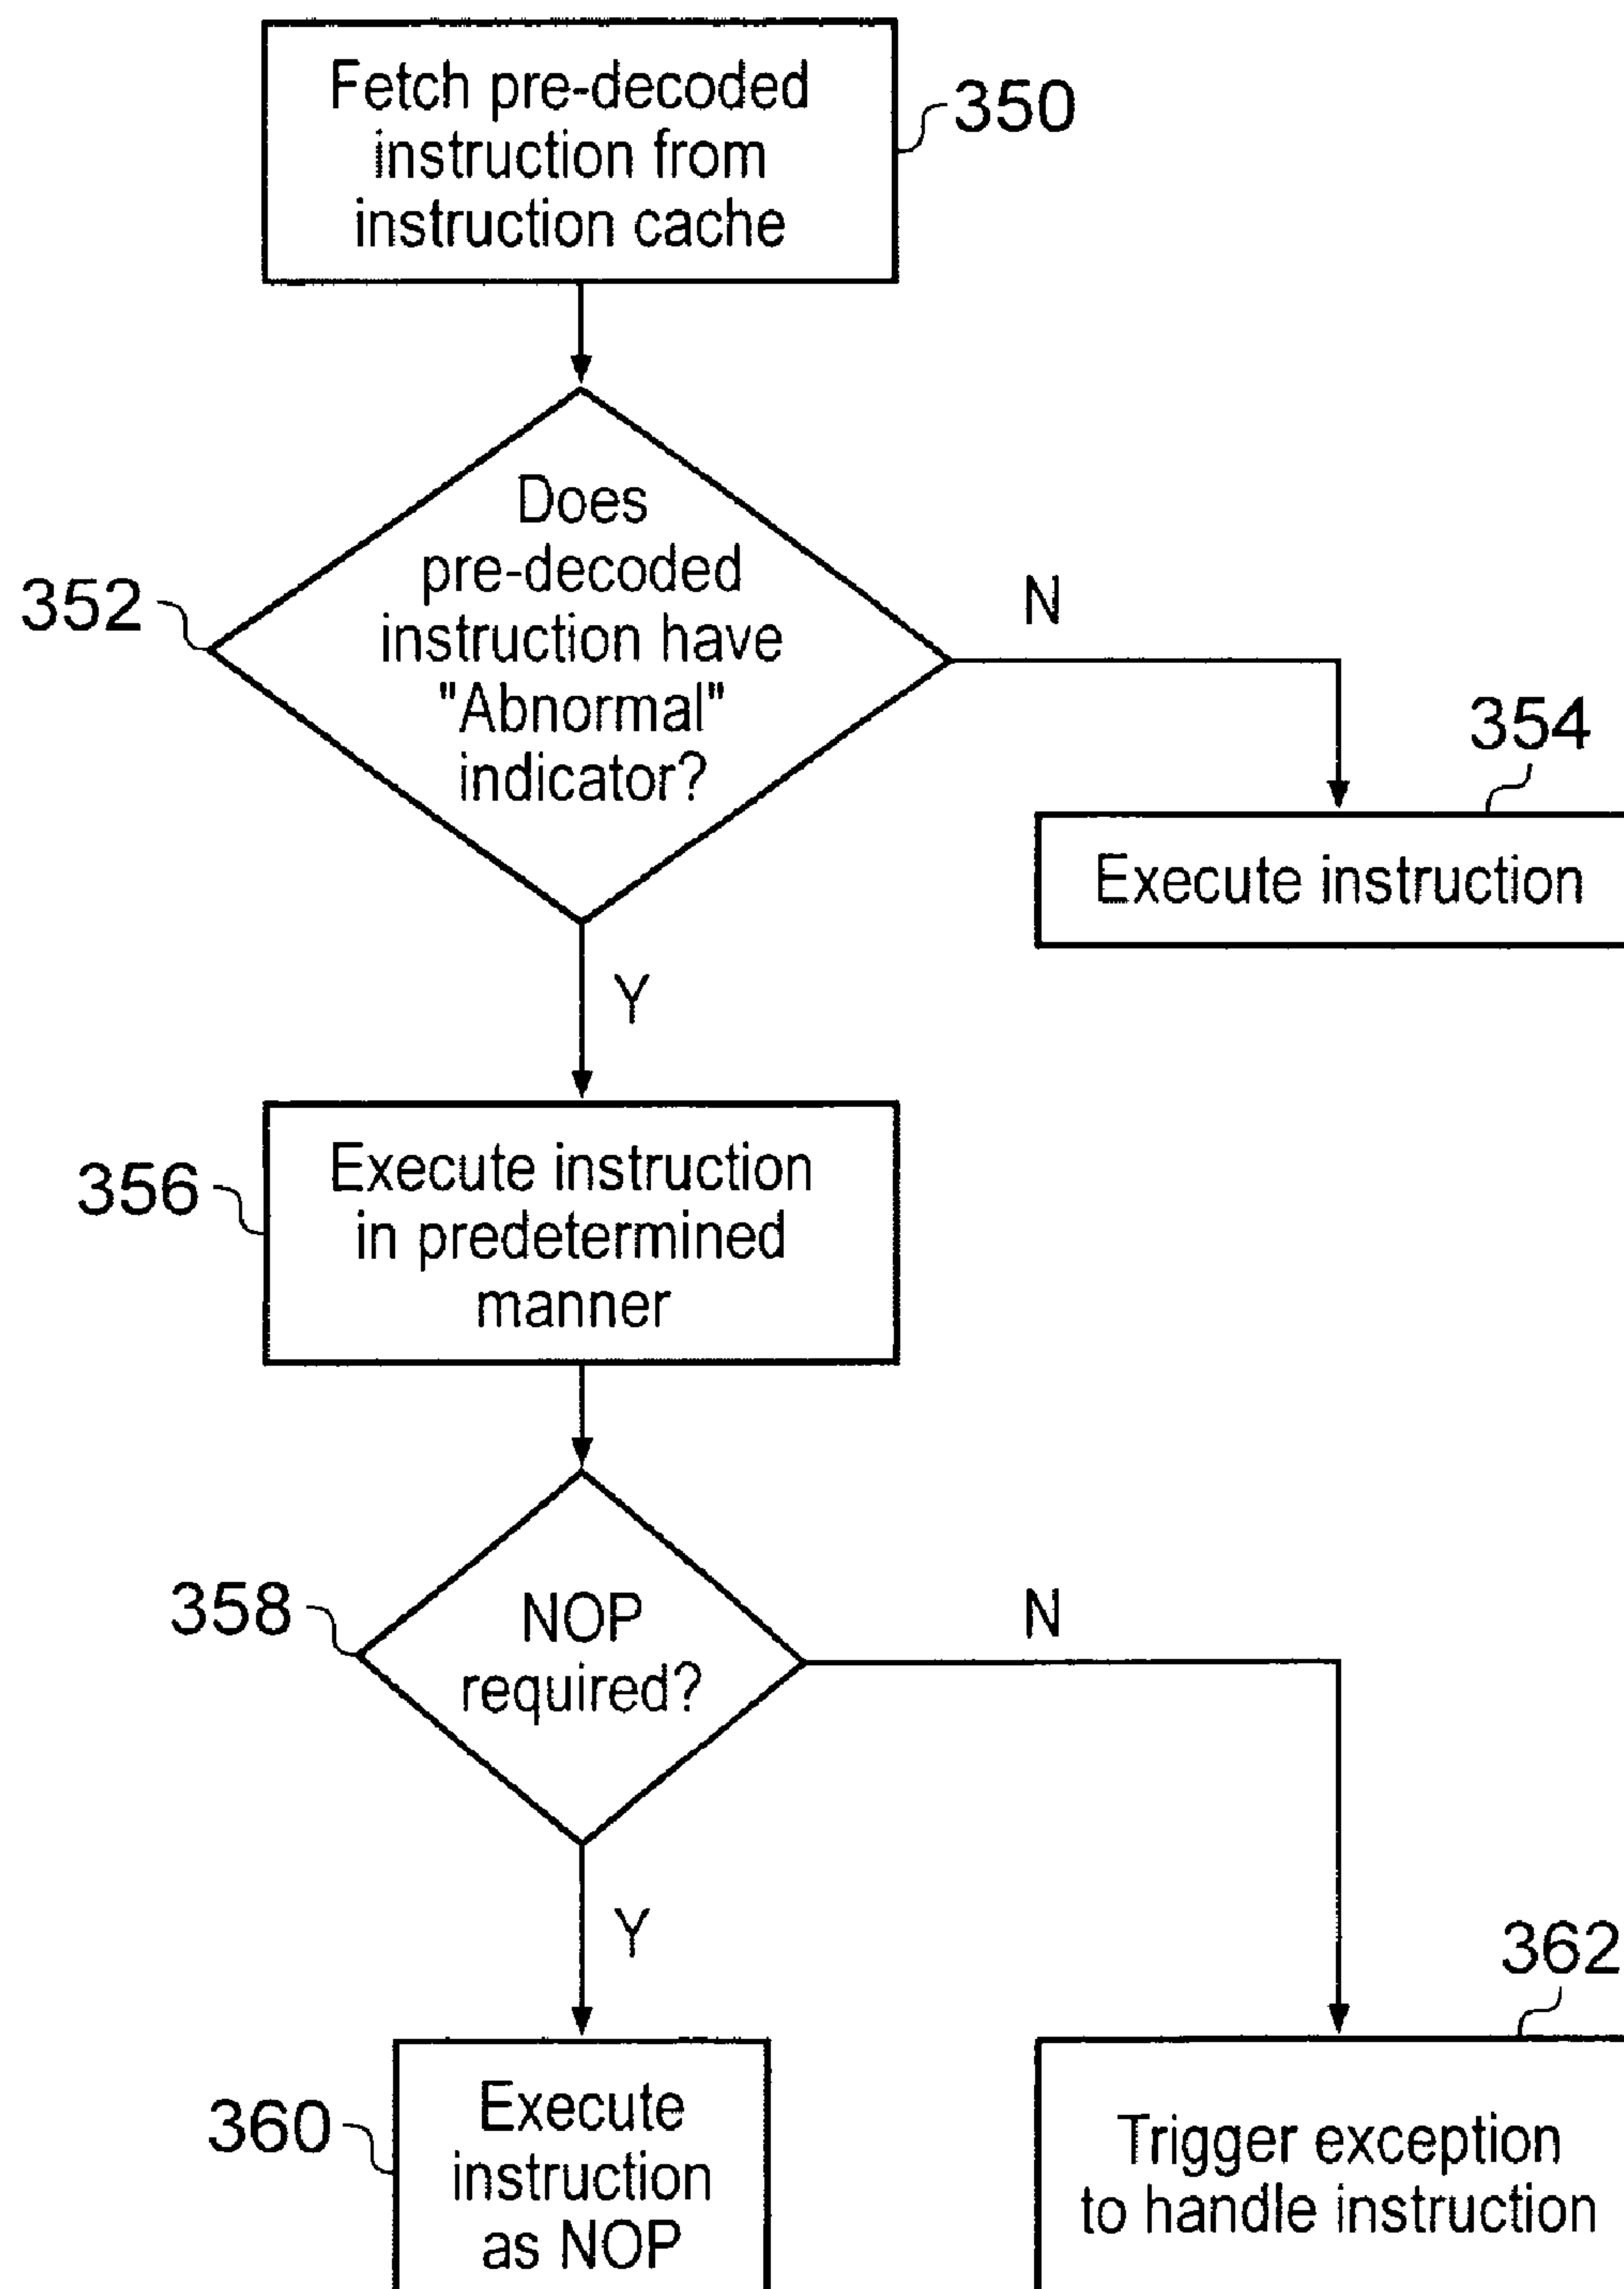 Fetch pre-decoded
instruction from
instruction cache
350
Does
pre-decoded
instruction have
"Abnormal"
indicator?
352
N
354
Execute instruction
Y
356
Execute instruction
in predetermined
manner
358
NOP
required?
N
Y
362
360
Execute
instruction
as NOP
Trigger exception
to handle instruction